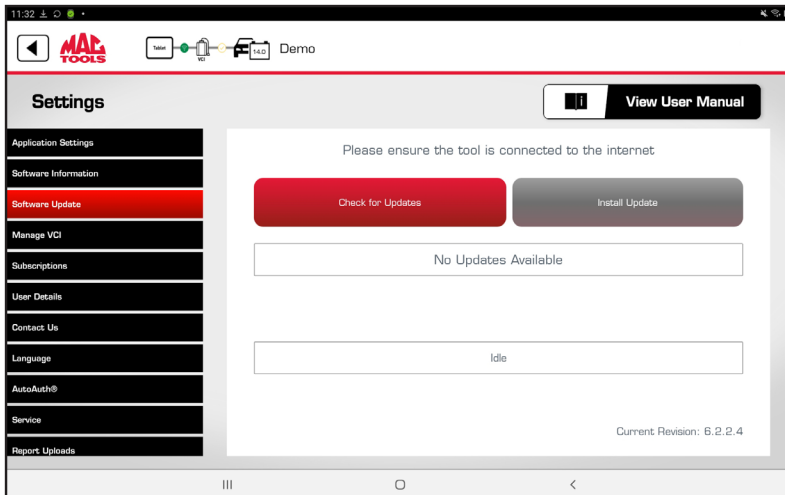 11:32
MAC
TOOLS
Tablet
VCI
14.0
Demo
Settings
i
View User Manual
Application Settings
Software Information
Software Update
Manage VCI
Subscriptions
User Details
Contact Us
Language
AutoAuth®
Service
Report Uploads
Please ensure the tool is connected to the internet
Check for Updates
Install Update
No Updates Available
Idle
Current Revision: 6.2.2.4